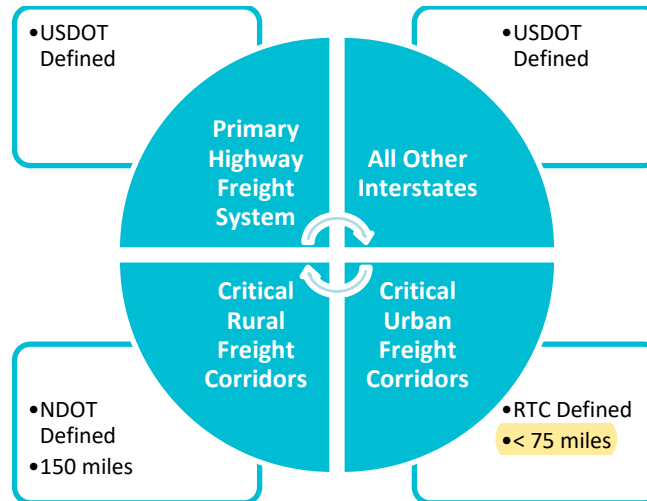 •USDOT
Defined
•USDOT
Defined
Primary
Highway
Freight
System
All Other
Interstates
Critical
Rural
Freight
Corridors
Critical
Urban
Freight
Corridors
•NDOT
Defined
•150 miles
•RTC Defined
•< 75 miles